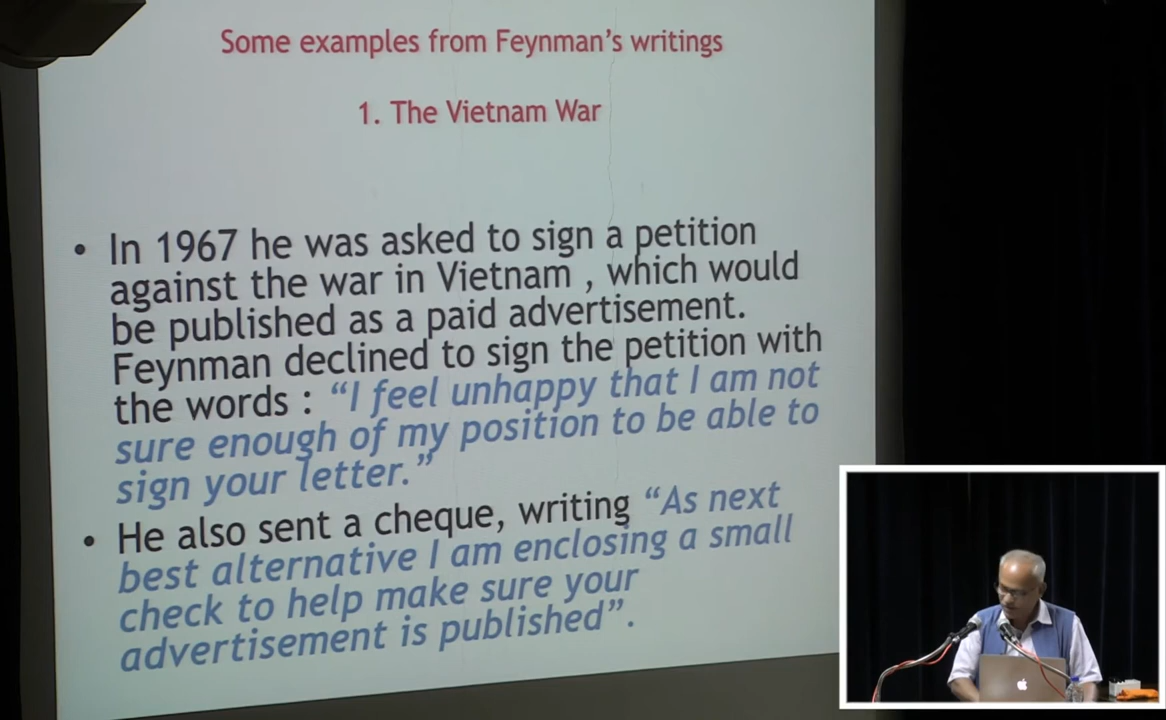 Some examples from Feynman's writings
1. The Vietnam War
• In 1967 he was asked to sign a petition
against the war in Vietnam , which would
be published as a paid advertisement.
Feynman declined to sign the petition with
the words : “I feel unhappy that I am not
sure enough of my position to be able to
sign your letter.”
• He also sent a cheque, writing “As next
best alternative I am enclosing a small
check to help make sure your
advertisement is published”.